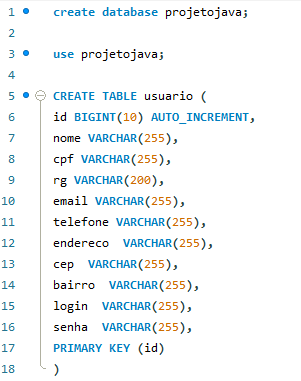 1 create database projetojava;
2
3 use projetojava;
4
5 CREATE TABLE usuario (
6 id BIGINT(10) AUTO_INCREMENT,
7 nome VARCHAR(255),
8 cpf VARCHAR(255),
9 rg VARCHAR(200),
10 email VARCHAR(255),
11 telefone VARCHAR(255),
12 endereco  VARCHAR(255),
13 cep  VARCHAR(255),
14 bairro  VARCHAR(255),
15 login  VARCHAR(255),
16 senha  VARCHAR(255),
17 PRIMARY KEY (id)
18 )